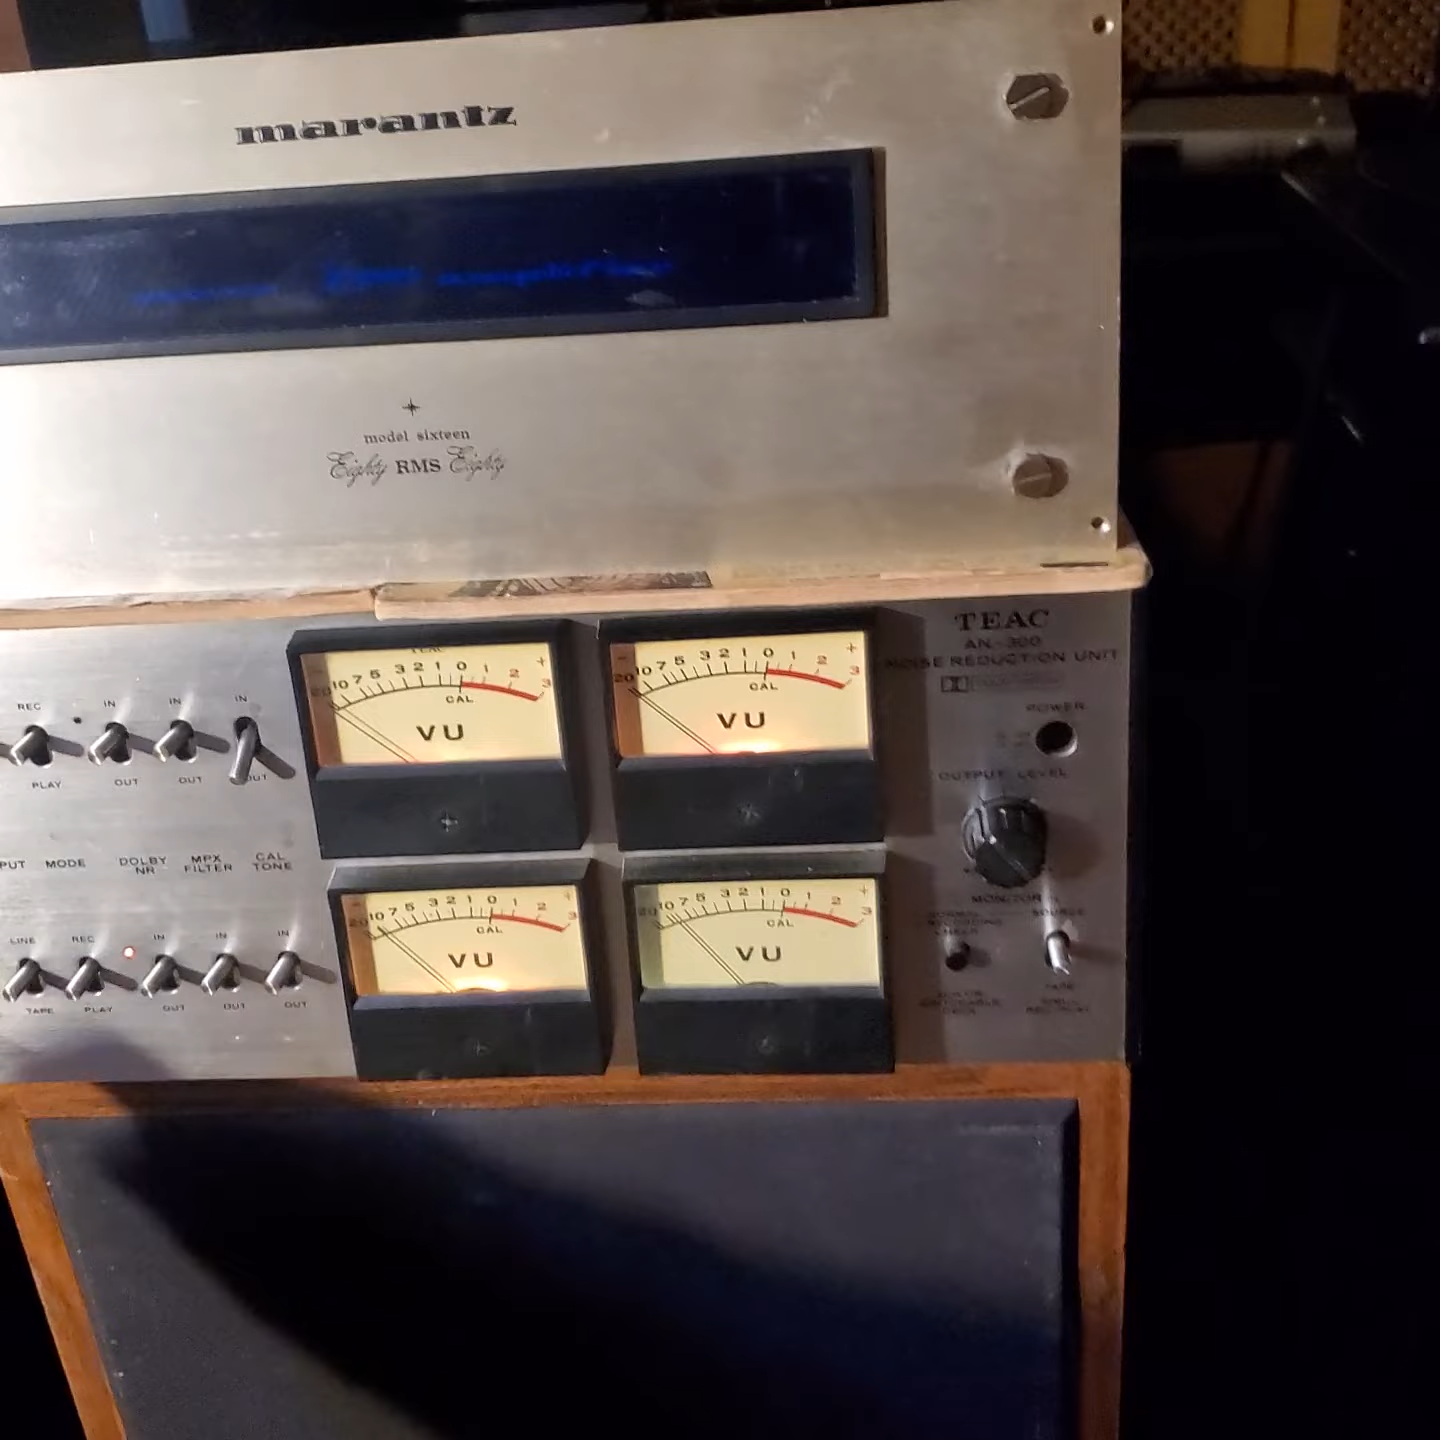 marantz
model sixteen
Eighty RMS Eighty
TEAC
AN-300
NOISE REDUCTION UNIT
POWER
OUTPUT LEVEL
MONITOR
SOURCE
REC IN IN IN
PLAY OUT OUT OUT
PUT MODE DOLBY NR MPX FILTER CAL TONE
LINE REC IN IN IN
TAPE PLAY OUT OUT OUT
TEAC
- 20 10 7 5 3 2 1 0 1 2 3 +
CAL
VU
- 20 10 7 5 3 2 1 0 1 2 3 +
CAL
VU
- 20 10 7 5 3 2 1 0 1 2 3 +
CAL
VU
- 20 10 7 5 3 2 1 0 1 2 3 +
CAL
VU